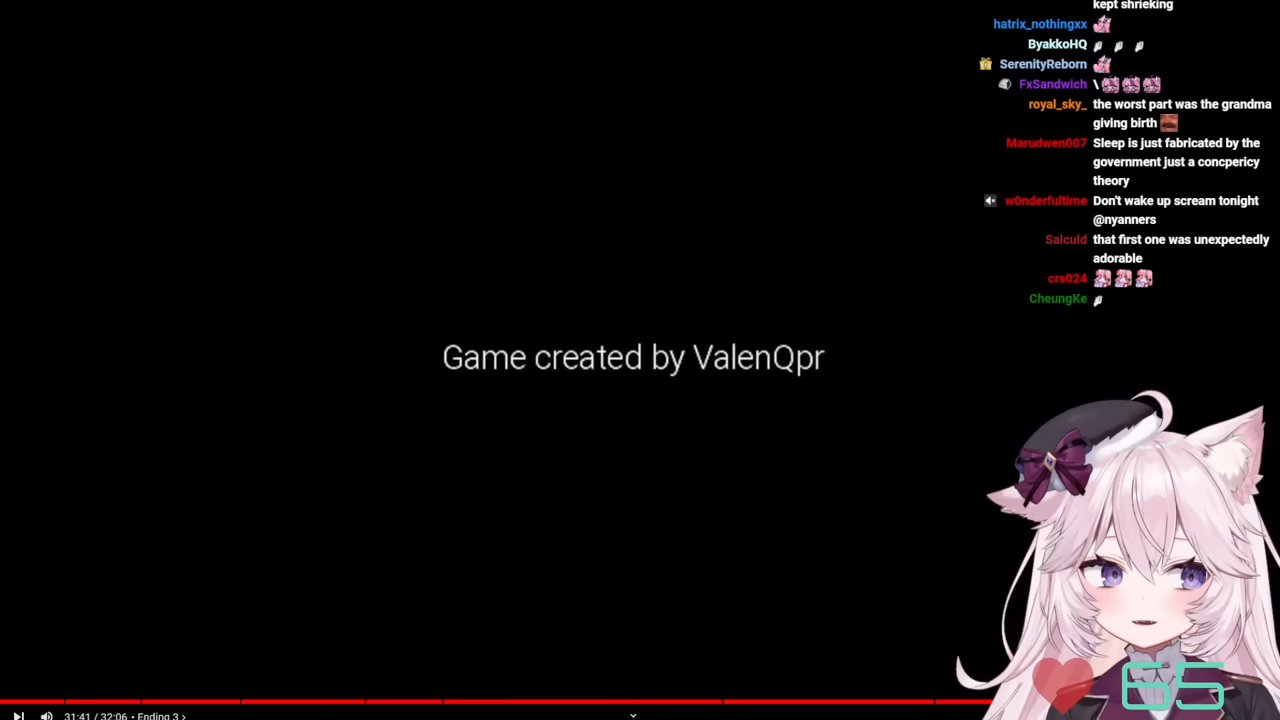 kept shrieking
hatrix_nothingxx
ByakkoHQ
SerenityReborn
FxSandwich \
royal_sky_ the worst part was the grandma
giving birth
Marudwen007 Sleep is just fabricated by the
government just a concpericy
theory
w0nderfultime Don't wake up scream tonight
@nyanners
Salculd that first one was unexpectedly
adorable
crs024
CheungKe
Game created by ValenQpr
65
31:41 / 32:06 • Ending 3 ›